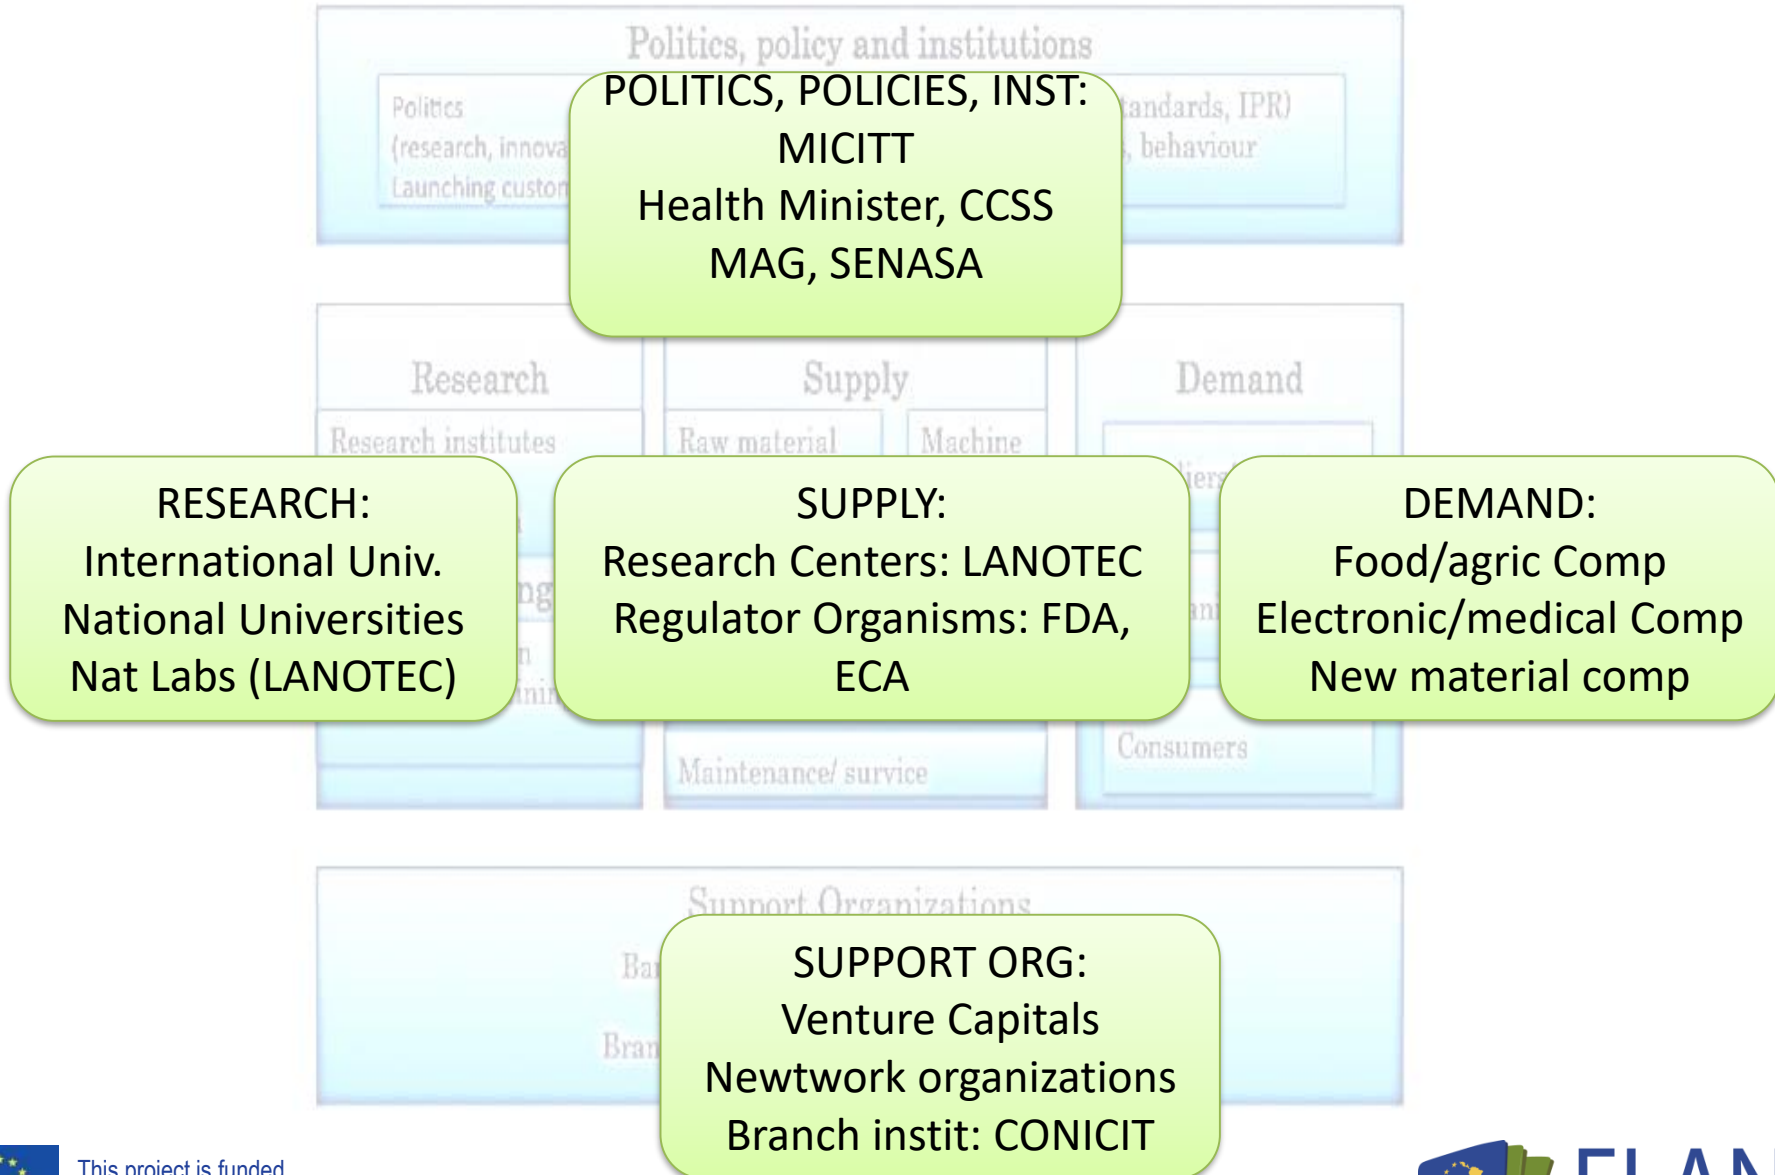 Politics, policy and institutions
POLITICS, POLICIES, INST:
MICITT
Health Minister, CCSS
MAG, SENASA
Politics
(research,
Launching
IPR)
behaviour
Research
Supply
Demand
Research institutes
Raw material
Machine
RESEARCH:
International Univ.
National Universities
Nat Labs (LANOTEC)
SUPPLY:
Research Centers: LANOTEC
Regulator Organisms: FDA,
ECA
DEMAND:
Food/agric Comp
Electronic/medical Comp
New material comp
Maintenance/ survice
Consumers
Support Organizations
SUPPORT ORG:
Venture Capitals
Newtwork organizations
Branch instit: CONICIT
This project is funded
ELAN